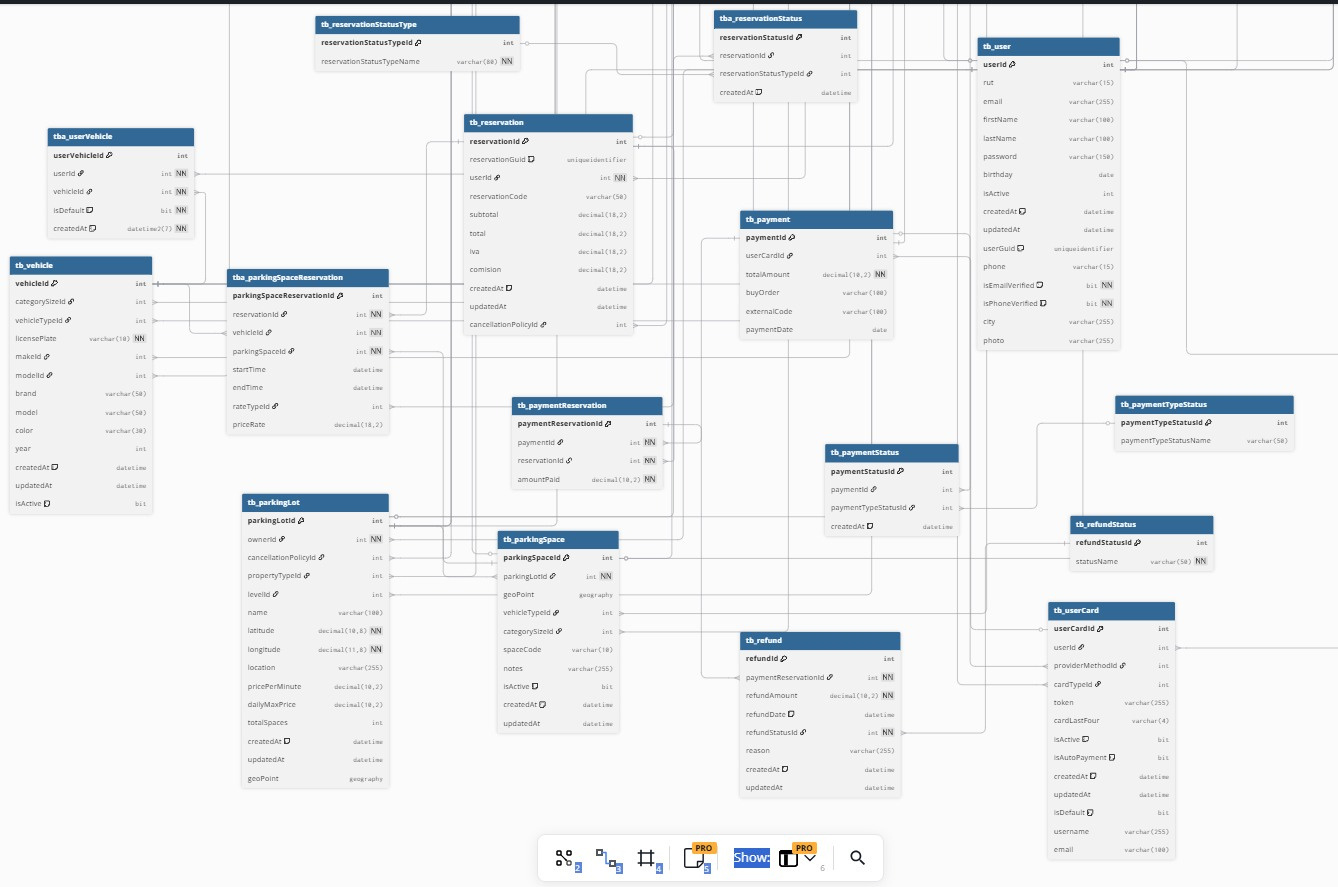 tb_reservationStatusType
reservationStatusTypeId int
reservationStatusTypeName varchar(80) NN
tba_reservationStatus
reservationStatusId int
reservationId int
reservationStatusTypeId int
createdAt datetime
tb_user
userId int
rut varchar(15)
email varchar(255)
firstName varchar(100)
lastName varchar(100)
password varchar(150)
birthday date
isActive int
createdAt datetime
updatedAt datetime
userGuid uniqueidentifier
phone varchar(15)
isEmailVerified bit NN
isPhoneVerified bit NN
city varchar(255)
photo varchar(255)
tba_userVehicle
userVehicleId int
userId int NN
vehicleId int NN
isDefault bit NN
createdAt datetime2(7) NN
tb_reservation
reservationId int
reservationGuid uniqueidentifier
userId int NN
reservationCode varchar(50)
subtotal decimal(18,2)
total decimal(18,2)
iva decimal(18,2)
comision decimal(18,2)
createdAt datetime
updatedAt datetime
cancellationPolicyId int
tb_payment
paymentId int
userCardId int
totalAmount decimal(10,2) NN
buyOrder varchar(100)
externalCode varchar(100)
paymentDate date
tb_vehicle
vehicleId int
categorySizeId int
vehicleTypeId int
licensePlate varchar(10) NN
makeId int
modelId int
brand varchar(50)
model varchar(50)
color varchar(30)
year int
createdAt datetime
updatedAt datetime
isActive bit
tba_parkingSpaceReservation
parkingSpaceReservationId int
reservationId int NN
vehicleId int NN
parkingSpaceId int NN
startTime datetime
endTime datetime
rateTypeId int
priceRate decimal(18,2)
tb_paymentReservation
paymentReservationId int
paymentId int NN
reservationId int NN
amountPaid decimal(10,2) NN
tb_paymentTypeStatus
paymentTypeStatusId int
paymentTypeStatusName varchar(50)
tb_paymentStatus
paymentStatusId int
paymentId int
paymentTypeStatusId int
createdAt datetime
tb_parkingLot
parkingLotId int
ownerId int NN
cancellationPolicyId int
propertyTypeId int
levelId int
name varchar(100)
latitude decimal(10,8) NN
longitude decimal(11,8) NN
location varchar(255)
pricePerMinute decimal(10,2)
dailyMaxPrice decimal(10,2)
totalSpaces int
createdAt datetime
updatedAt datetime
geoPoint geography
tb_parkingSpace
parkingSpaceId int
parkingLotId int NN
geoPoint geography
vehicleTypeId int
categorySizeId int
spaceCode varchar(10)
notes varchar(255)
isActive bit
createdAt datetime
updatedAt datetime
tb_refundStatus
refundStatusId int
statusName varchar(50) NN
tb_refund
refundId int
paymentReservationId int NN
refundAmount decimal(10,2) NN
refundDate datetime
refundStatusId int NN
reason varchar(255)
createdAt datetime
updatedAt datetime
tb_userCard
userCardId int
userId int
providerMethodId int
cardTypeId int
token varchar(255)
cardLastFour varchar(4)
isActive bit
isAutoPayment bit
createdAt datetime
updatedAt datetime
isDefault bit
username varchar(255)
email varchar(100)
2 3 4 PRO 5 Show: PRO 6